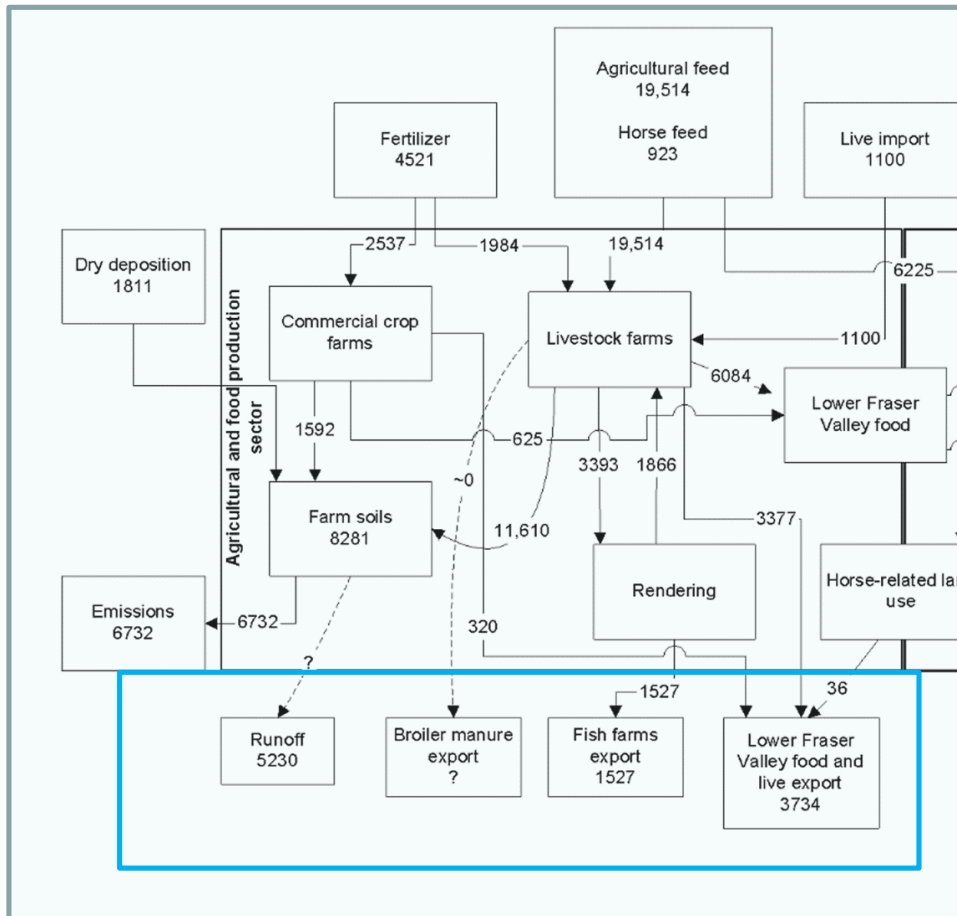 Agricultural feed
19,514
Horse feed
923
Fertilizer
4521
Live import
1100
2537
1984
19,514
6225
Dry deposition
1811
Agricultural and food production
sector
Commercial crop
farms
Livestock farms
1100
6084
Lower Fraser
Valley food
1592
625
3393
1866
~0
Farm soils
8281
11,610
3377
Rendering
Horse-related
use
Emissions
6732
6732
320
?
1527
36
Runoff
5230
Broiler manure
export
?
Fish farms
export
1527
Lower Fraser
Valley food and
live export
3734